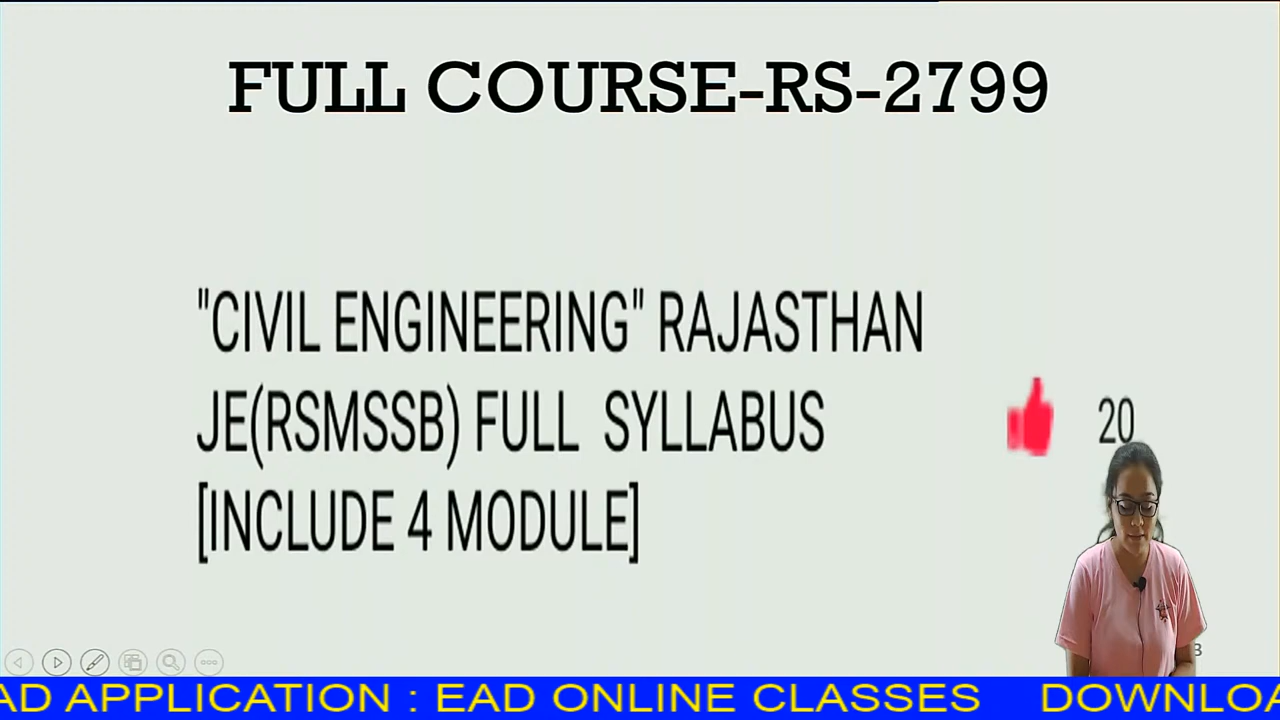 FULL COURSE-RS-2799
"CIVIL ENGINEERING" RAJASTHAN
JE(RSMSSB) FULL SYLLABUS
20
[INCLUDE 4 MODULE]
3
AD APPLICATION : EAD ONLINE CLASSES DOWNLOA